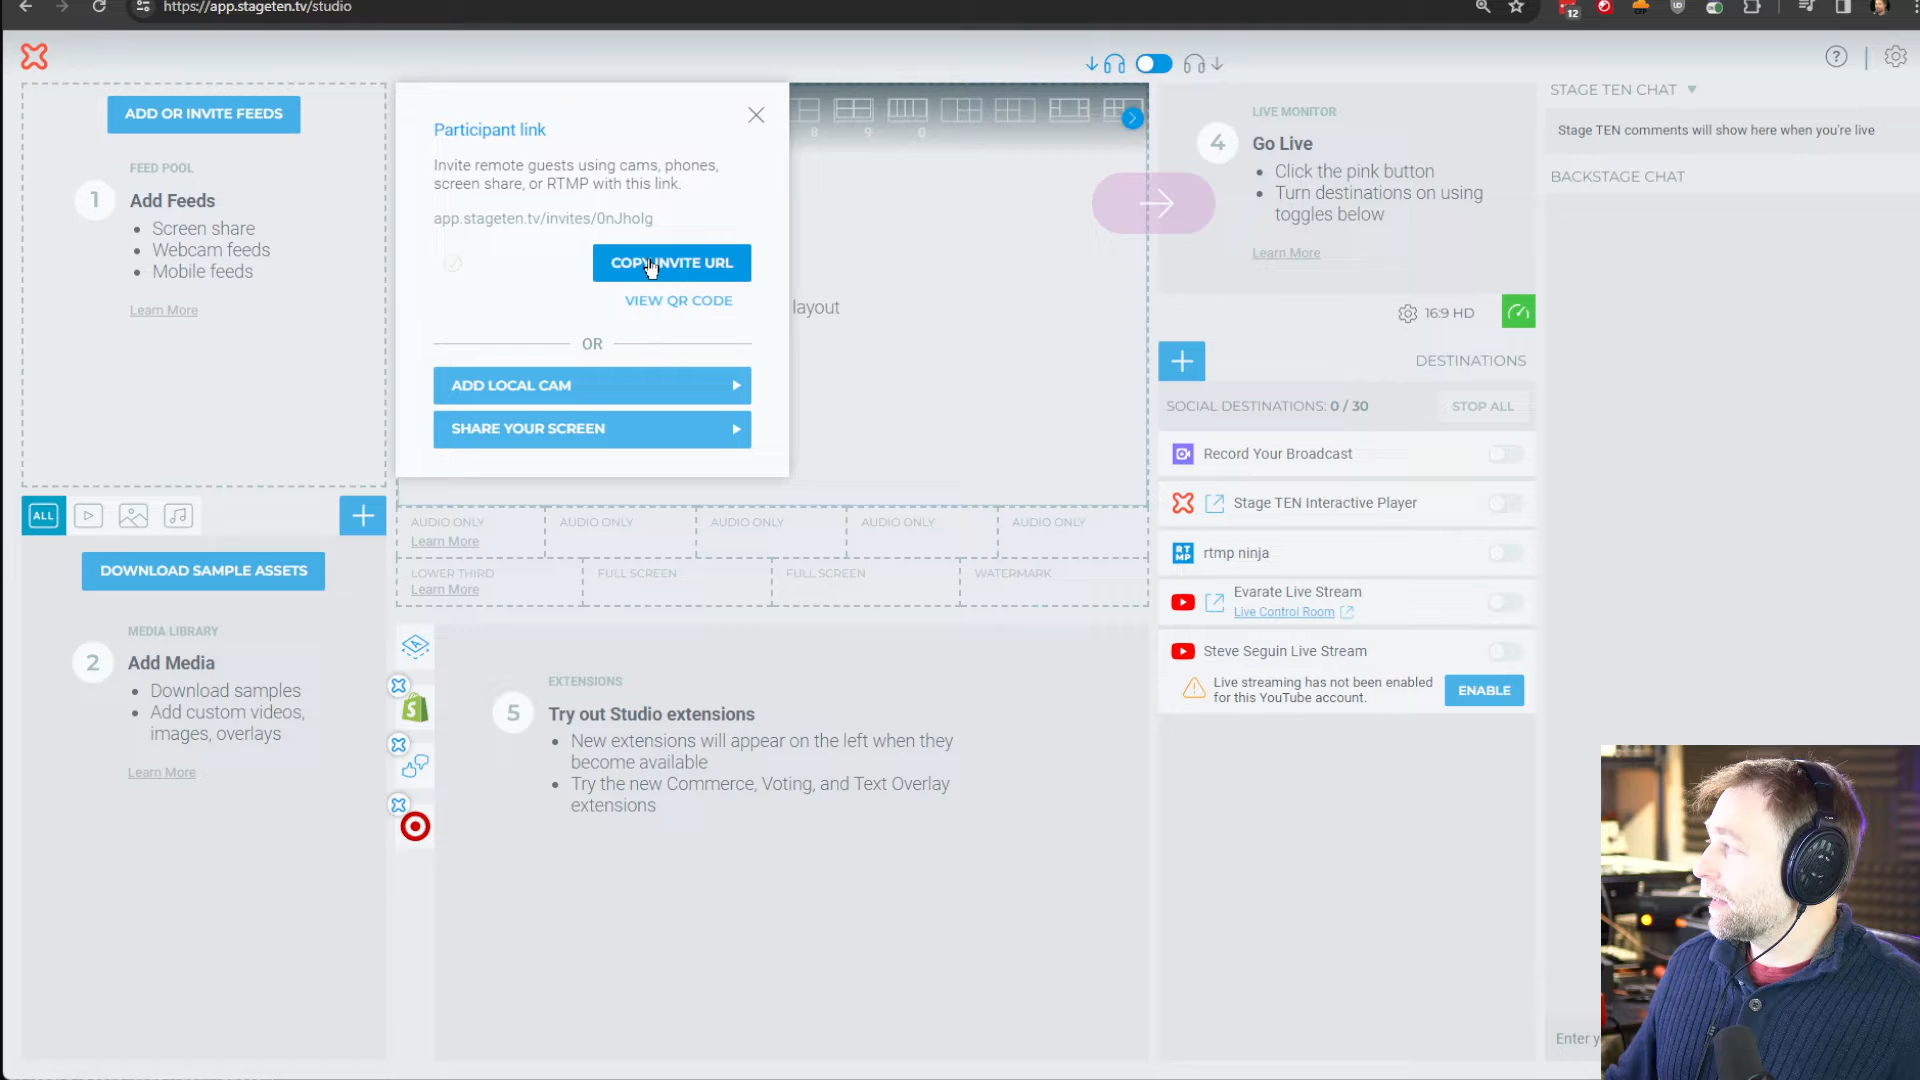 https://app.stageten.tv/studio
12
ADD OR INVITE FEEDS
FEED POOL
1
Add Feeds
Screen share
Webcam feeds
Mobile feeds
Learn More
Participant link
Invite remote guests using cams, phones,
screen share, or RTMP with this link.
app.stageten.tv/invites/0nJholg
COPY INVITE URL
VIEW QR CODE
OR
ADD LOCAL CAM
SHARE YOUR SCREEN
8
9
0
layout
LIVE MONITOR
4
Go Live
Click the pink button
Turn destinations on using
toggles below
Learn More
16:9 HD
DESTINATIONS
SOCIAL DESTINATIONS: 0 / 30
STOP ALL
Record Your Broadcast
Stage TEN Interactive Player
RT
MP
rtmp ninja
Evarate Live Stream
Live Control Room
Steve Seguin Live Stream
Live streaming has not been enabled
for this YouTube account.
ENABLE
STAGE TEN CHAT
Stage TEN comments will show here when you're live
BACKSTAGE CHAT
Enter y
ALL
DOWNLOAD SAMPLE ASSETS
MEDIA LIBRARY
2
Add Media
Download samples
Add custom videos,
images, overlays
Learn More
AUDIO ONLY
Learn More
AUDIO ONLY
AUDIO ONLY
AUDIO ONLY
AUDIO ONLY
LOWER THIRD
Learn More
FULL SCREEN
FULL SCREEN
WATERMARK
EXTENSIONS
5
Try out Studio extensions
New extensions will appear on the left when they
become available
Try the new Commerce, Voting, and Text Overlay
extensions